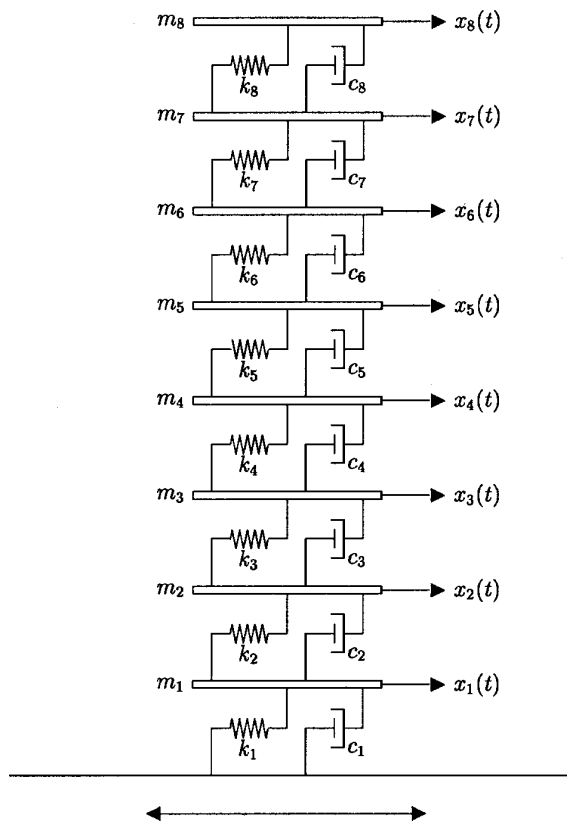 m₈ x₈(t)
k₈ c₈
m₇ x₇(t)
k₇ c₇
m₆ x₆(t)
k₆ c₆
m₅ x₅(t)
k₅ c₅
m₄ x₄(t)
k₄ c₄
m₃ x₃(t)
k₃ c₃
m₂ x₂(t)
k₂ c₂
m₁ x₁(t)
k₁ c₁